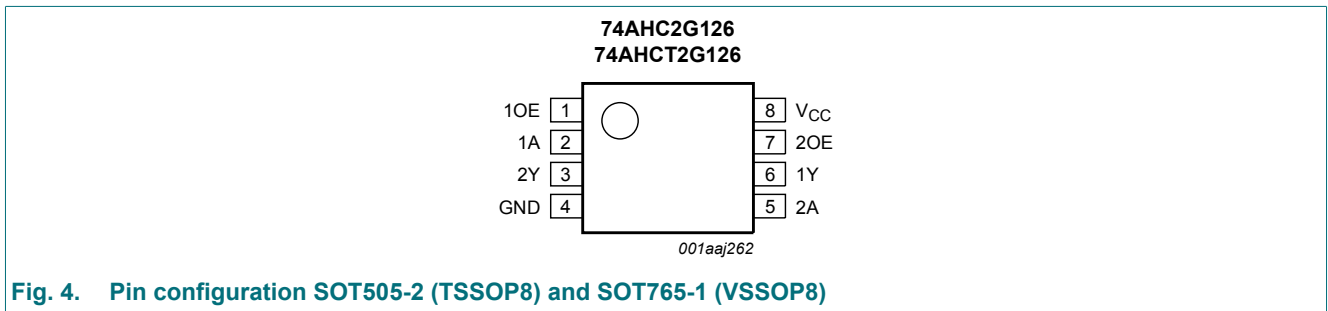 74AHC2G126
74AHCT2G126
1OE 1 8 VCC
1A 2 7 2OE
2Y 3 6 1Y
GND 4 5 2A
001aaj262
Fig. 4. Pin configuration SOT505-2 (TSSOP8) and SOT765-1 (VSSOP8)